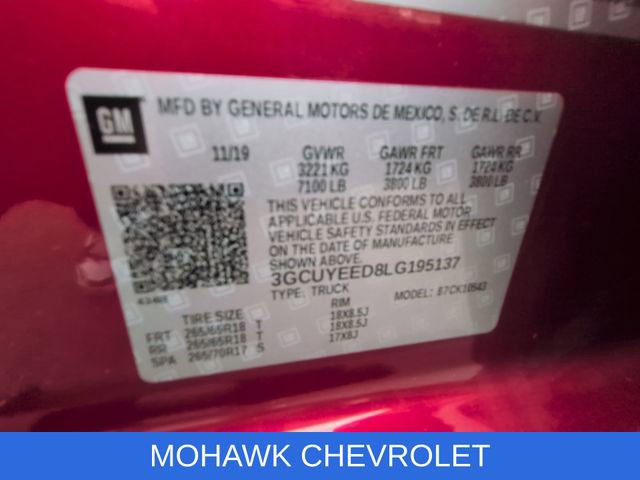 GM
MFD BY GENERAL MOTORS DE MEXICO, S. DE R.L. DE C.V.
11/19 GVWR GAWR FRT GAWR RR
3221 KG 1724 KG 1724 KG
7100 LB 3800 LB 3800 LB
THIS VEHICLE CONFORMS TO ALL
APPLICABLE U.S. FEDERAL MOTOR
VEHICLE SAFETY STANDARDS IN EFFECT
ON THE DATE OF MANUFACTURE
SHOWN ABOVE.
3GCUYEED8LG195137
TYPE: TRUCK MODEL: 87CK10543
TIRE SIZE RIM
FRT 265/65R18 T 18X8.5J
RR 265/65R18 T 18X8.5J
SPA 265/70R17 S 17X8J
MOHAWK CHEVROLET